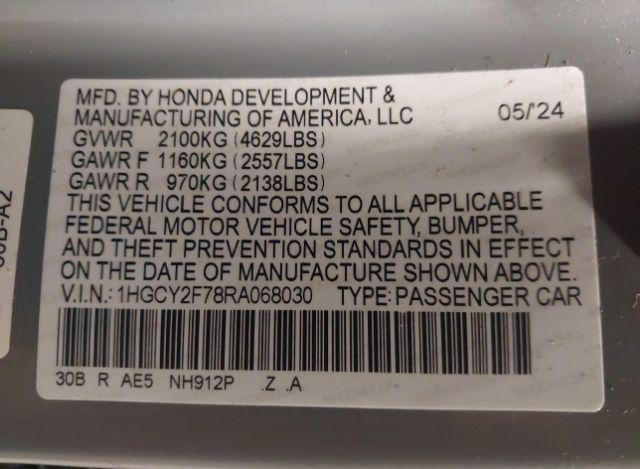 MFD. BY HONDA DEVELOPMENT &
MANUFACTURING OF AMERICA, LLC 05/24
GVWR 2100KG (4629LBS)
GAWR F 1160KG (2557LBS)
GAWR R 970KG (2138LBS)
THIS VEHICLE CONFORMS TO ALL APPLICABLE
FEDERAL MOTOR VEHICLE SAFETY, BUMPER,
AND THEFT PREVENTION STANDARDS IN EFFECT
ON THE DATE OF MANUFACTURE SHOWN ABOVE.
V.I.N.: 1HGCY2F78RA068030 TYPE: PASSENGER CAR
30B R AE5 NH912P .Z .A